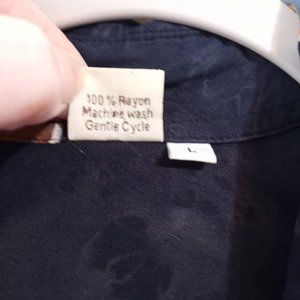 100% Rayon
Machine wash
Gentle Cycle
L